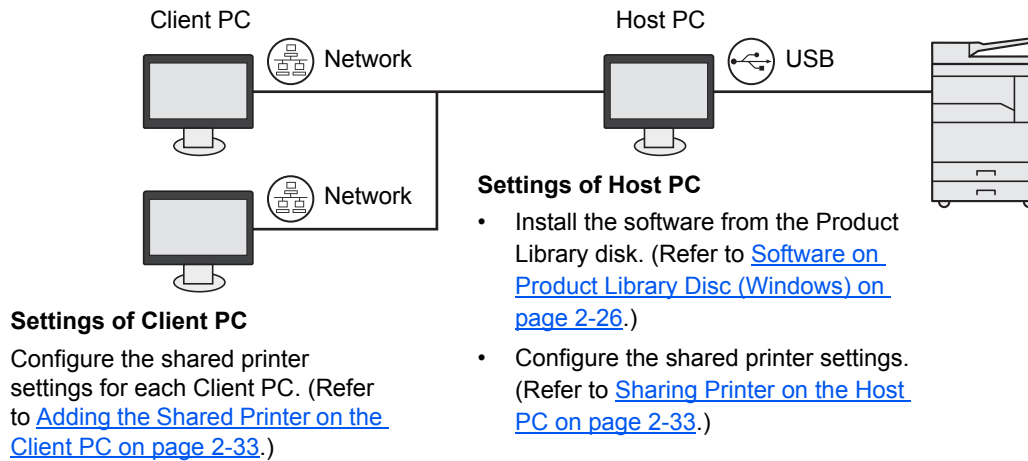 Client PC
Host PC
Network
USB
Network
Settings of Host PC
• Install the software from the Product
Library disk. (Refer to Software on
Product Library Disc (Windows) on
page 2-26.)
• Configure the shared printer settings.
(Refer to Sharing Printer on the Host
PC on page 2-33.)
Settings of Client PC
Configure the shared printer
settings for each Client PC. (Refer
to Adding the Shared Printer on the
Client PC on page 2-33.)